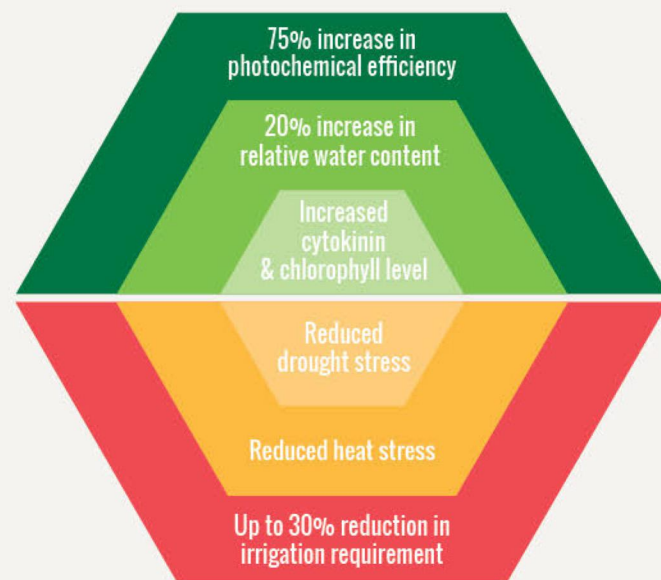 75% increase in
photochemical efficiency
20% increase in
relative water content
Increased
cytokinin
& chlorophyll level
Reduced
drought stress
Reduced heat stress
Up to 30% reduction in
irrigation requirement